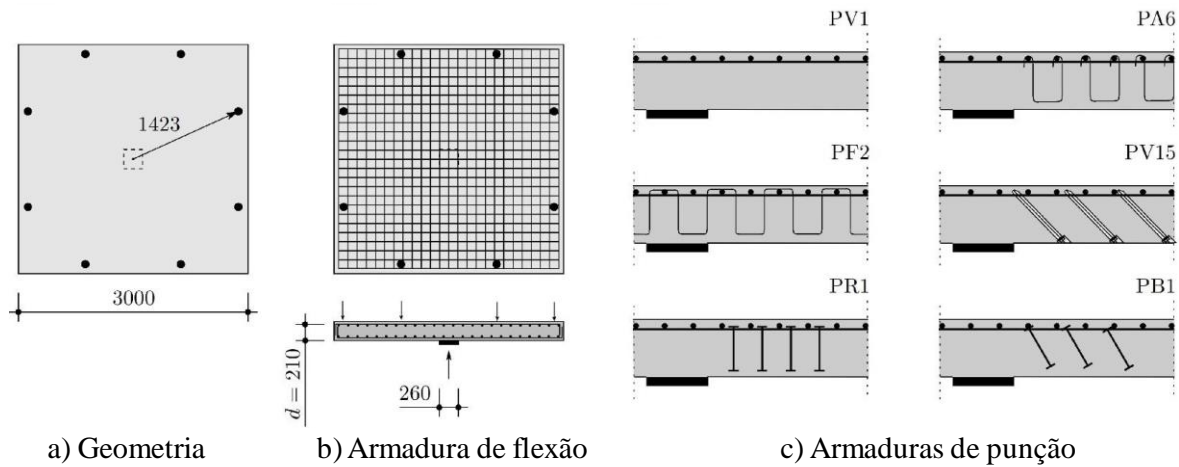 1423
3000
d = 210
260
PV1
PA6
PF2
PV15
PR1
PB1
a) Geometria
b) Armadura de flexão
c) Armaduras de punção